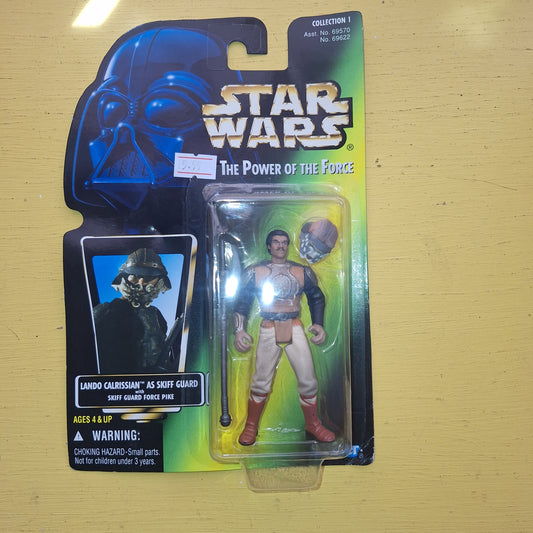 COLLECTION 1
Asst. No. 69570
No. 69622
STAR
WARS®
THE POWER OF THE FORCE
LANDO CALRISSIAN™ AS SKIFF GUARD
with
SKIFF GUARD FORCE PIKE
AGES 4 & UP
WARNING:
CHOKING HAZARD-Small parts.
Not for children under 3 years.